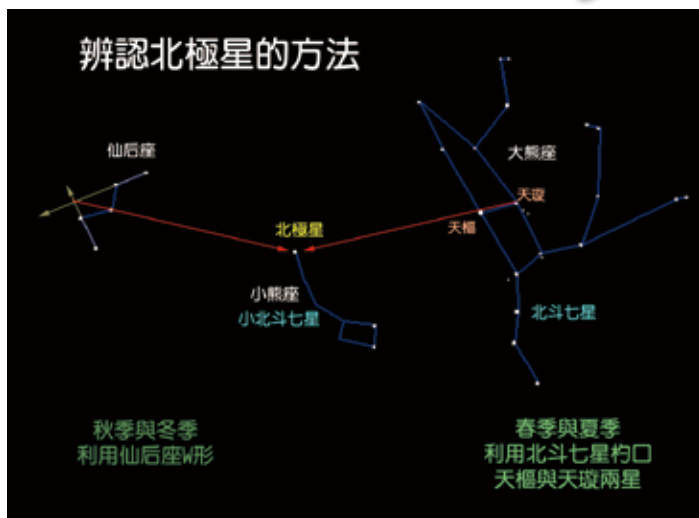 辨認北極星的方法
仙后座
大熊座
天璇
天樞
北極星
小熊座
小北斗七星
北斗七星
秋季與冬季
利用仙后座W形
春季與夏季
利用北斗七星杓口
天樞與天璇兩星